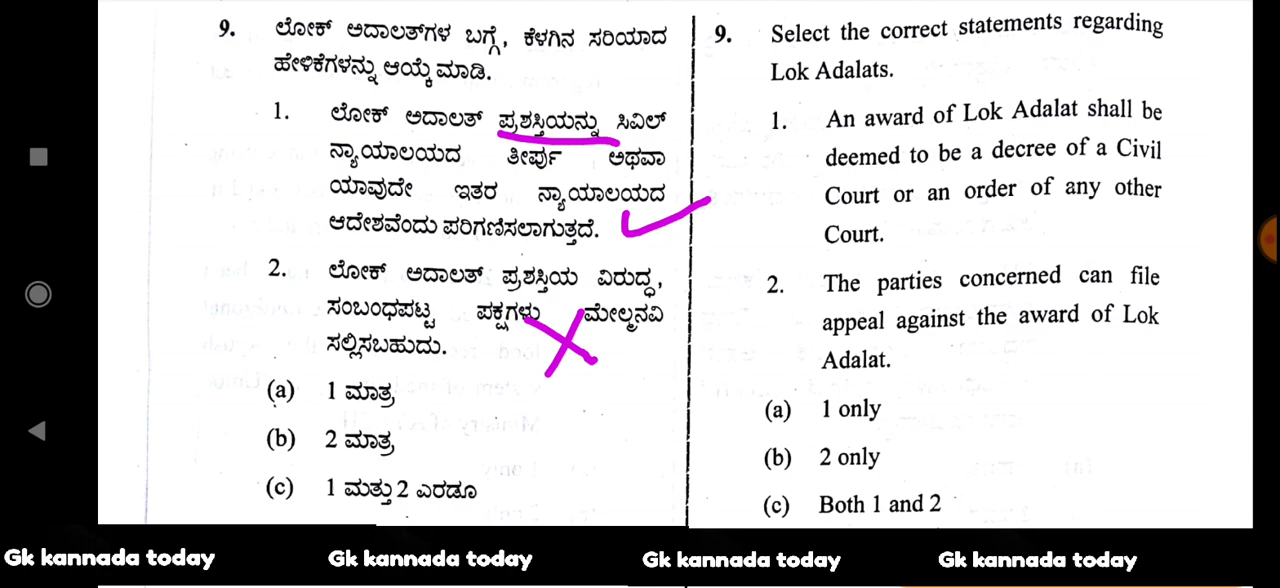 9. ಲೋಕ್ ಅದಾಲತ್‌ಗಳ ಬಗ್ಗೆ, ಕೆಳಗಿನ ಸರಿಯಾದ
ಹೇಳಿಕೆಗಳನ್ನು ಆಯ್ಕೆ ಮಾಡಿ.
1. ಲೋಕ್ ಅದಾಲತ್ ಪ್ರಶಸ್ತಿಯನ್ನು ಸಿವಿಲ್
ನ್ಯಾಯಾಲಯದ ತೀರ್ಪು ಅಥವಾ
ಯಾವುದೇ ಇತರ ನ್ಯಾಯಾಲಯದ
ಆದೇಶವೆಂದು ಪರಿಗಣಿಸಲಾಗುತ್ತದೆ.
2. ಲೋಕ್ ಅದಾಲತ್ ಪ್ರಶಸ್ತಿಯ ವಿರುದ್ಧ,
ಸಂಬಂಧಪಟ್ಟ ಪಕ್ಷಗಳು ಮೇಲ್ಮನವಿ
ಸಲ್ಲಿಸಬಹುದು.
(a) 1 ಮಾತ್ರ
(b) 2 ಮಾತ್ರ
(c) 1 ಮತ್ತು 2 ಎರಡೂ
9. Select the correct statements regarding
Lok Adalats.
1. An award of Lok Adalat shall be
deemed to be a decree of a Civil
Court or an order of any other
Court.
2. The parties concerned can file
appeal against the award of Lok
Adalat.
(a) 1 only
(b) 2 only
(c) Both 1 and 2
Gk kannada today Gk kannada today Gk kannada today Gk kannada today